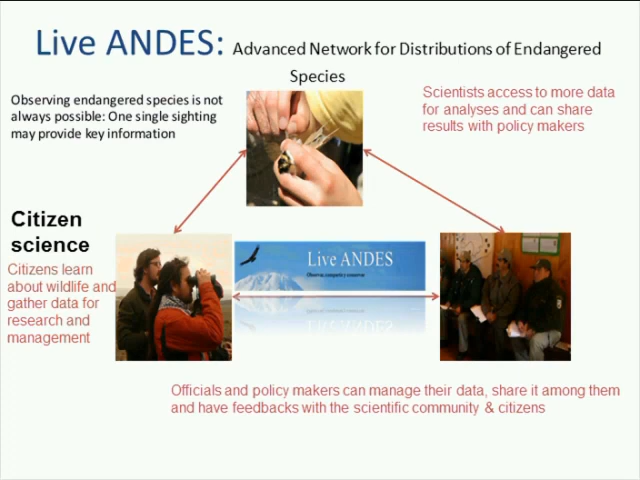 Live ANDES: Advanced Network for Distributions of Endangered
Species
Observing endangered species is not
always possible: One single sighting
may provide key information
Scientists access to more data
for analyses and can share
results with policy makers
Citizen
science
Citizens learn
about wildlife and
gather data for
research and
management
Live ANDES
Observar, compartir y conservar
Officials and policy makers can manage their data, share it among them
and have feedbacks with the scientific community & citizens